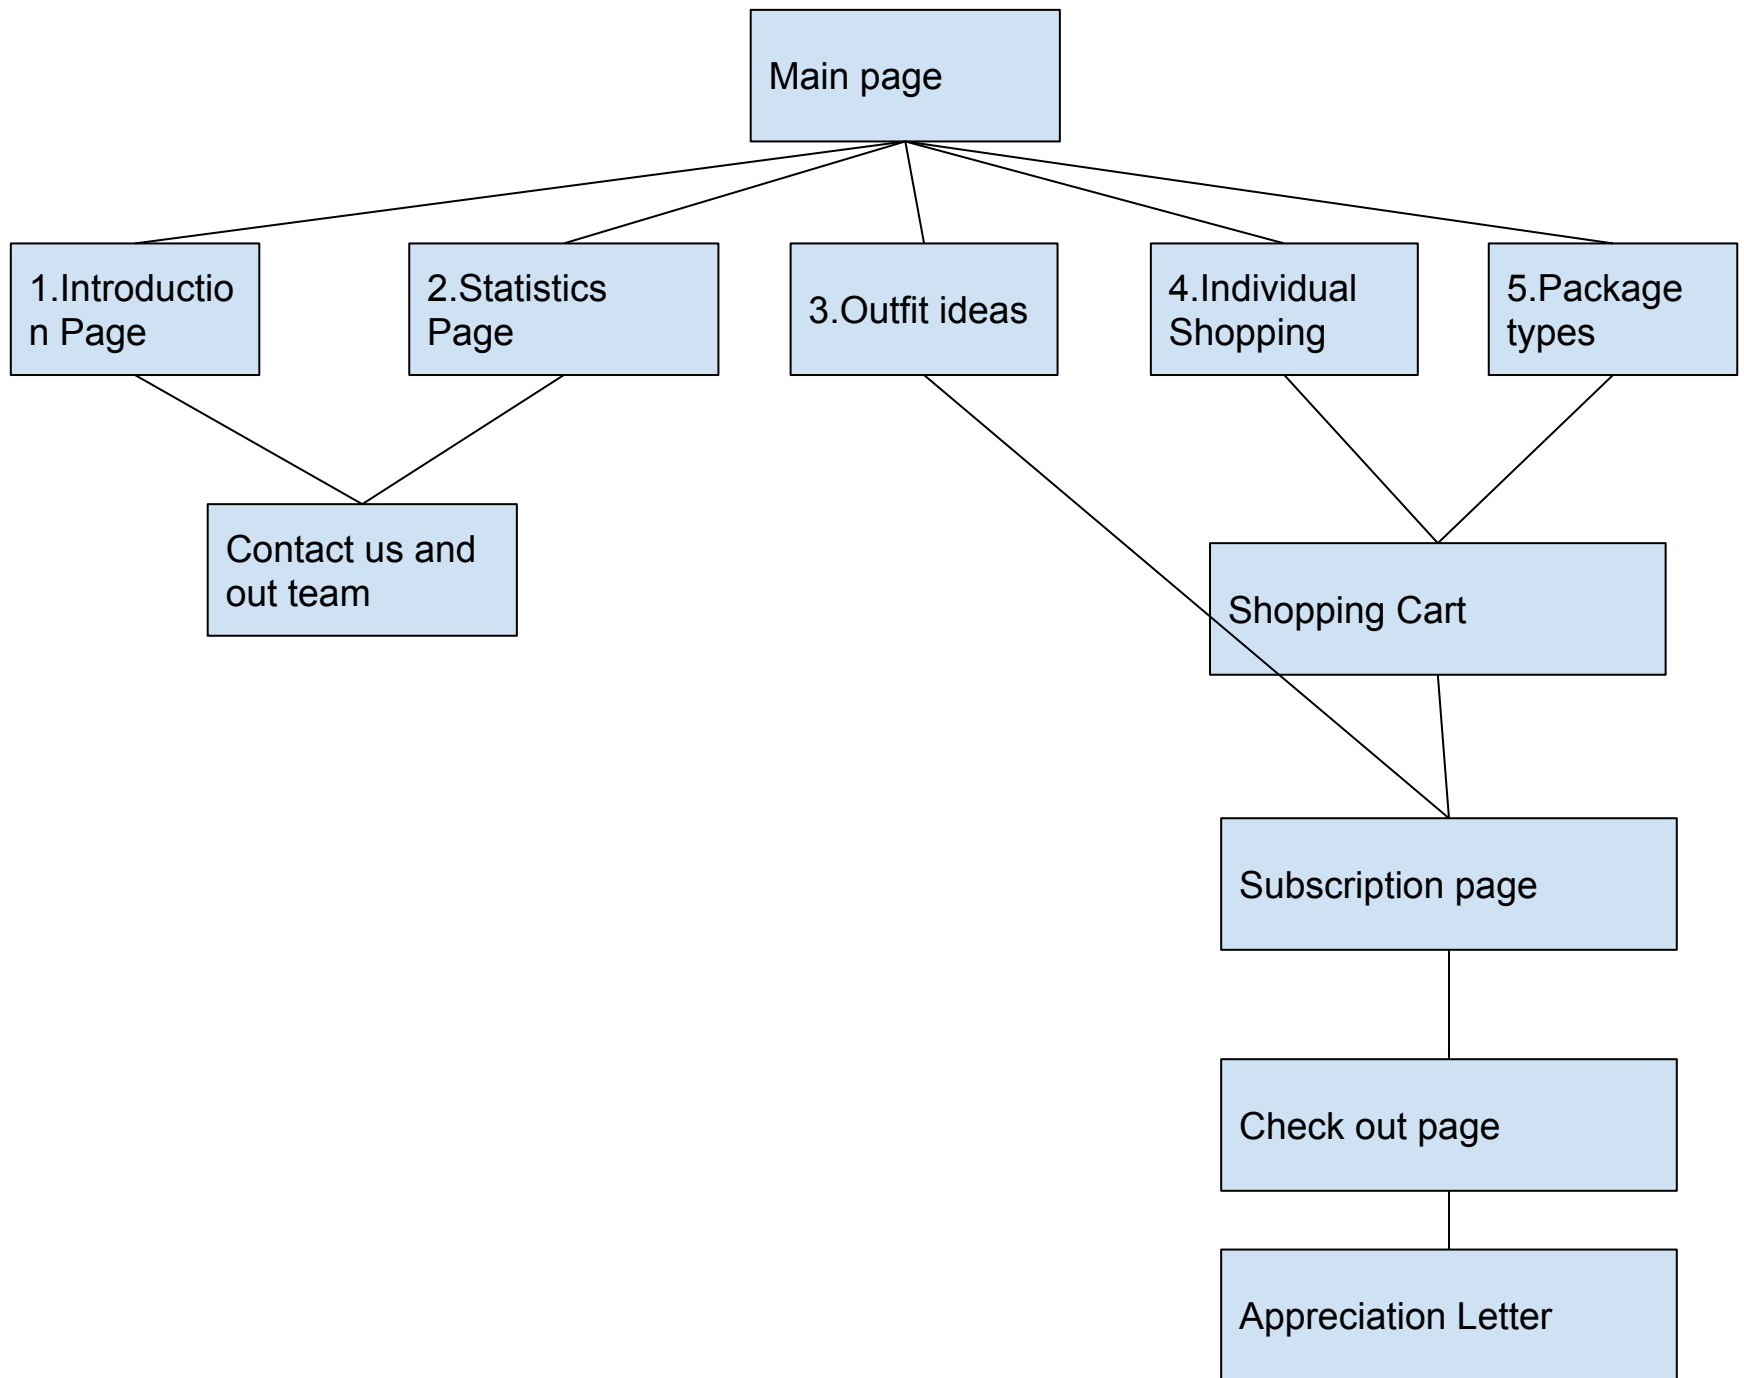 Main page
1.Introductio
n Page
2.Statistics
Page
3.Outfit ideas
4.Individual
Shopping
5.Package
types
Contact us and
out team
Shopping Cart
Subscription page
Check out page
Appreciation Letter